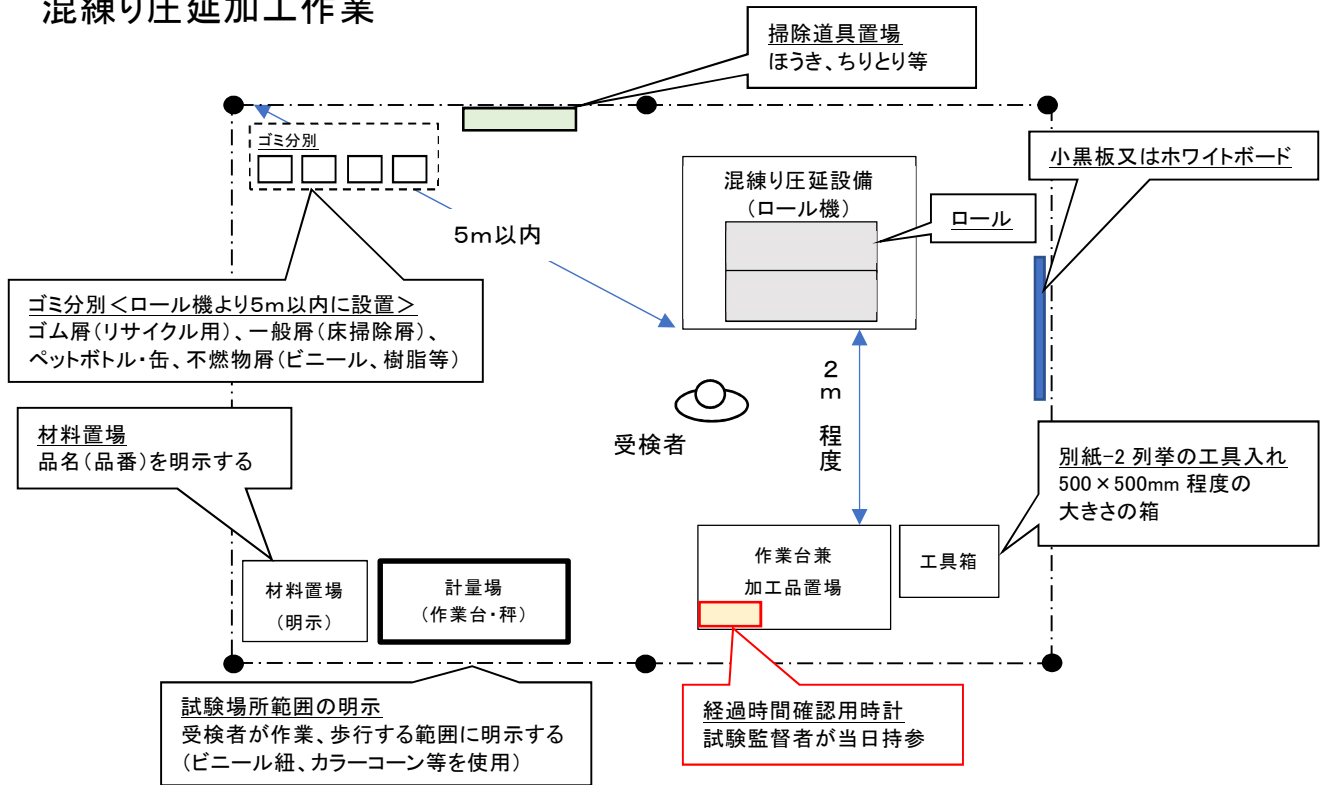 混練り圧延加工作業
掃除道具置場
ほうき、ちりとり等
ゴミ分別
混練り圧延設備
（ロール機）
小黒板又はホワイトボード
ロール
5m以内
ゴミ分別＜ロール機より5m以内に設置＞
ゴム屑（リサイクル用）、一般屑（床掃除屑）、
ペットボトル・缶、不燃物屑（ビニール、樹脂等）
2m 程度
受検者
材料置場
品名（品番）を明示する
別紙-2 列挙の工具入れ
500×500mm 程度の
大きさの箱
材料置場
（明示）
計量場
（作業台・秤）
作業台兼
加工品置場
工具箱
試験場所範囲の明示
受検者が作業、歩行する範囲に明示する
（ビニール紐、カラーコーン等を使用）
経過時間確認用時計
試験監督者が当日持参